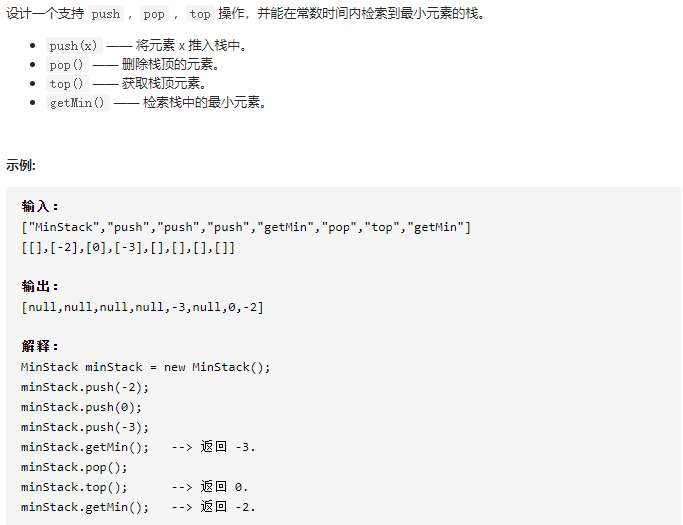 设计一个支持 push ，pop ，top 操作，并能在常数时间内检索到最小元素的栈。
push(x) —— 将元素 x 推入栈中。
pop() —— 删除栈顶的元素。
top() —— 获取栈顶元素。
getMin() —— 检索栈中的最小元素。
示例:
输入：
["MinStack","push","push","push","getMin","pop","top","getMin"]
[[],[-2],[0],[-3],[],[],[],[]]
输出：
[null,null,null,null,-3,null,0,-2]
解释：
MinStack minStack = new MinStack();
minStack.push(-2);
minStack.push(0);
minStack.push(-3);
minStack.getMin();   --> 返回 -3.
minStack.pop();
minStack.top();      --> 返回 0.
minStack.getMin();   --> 返回 -2.